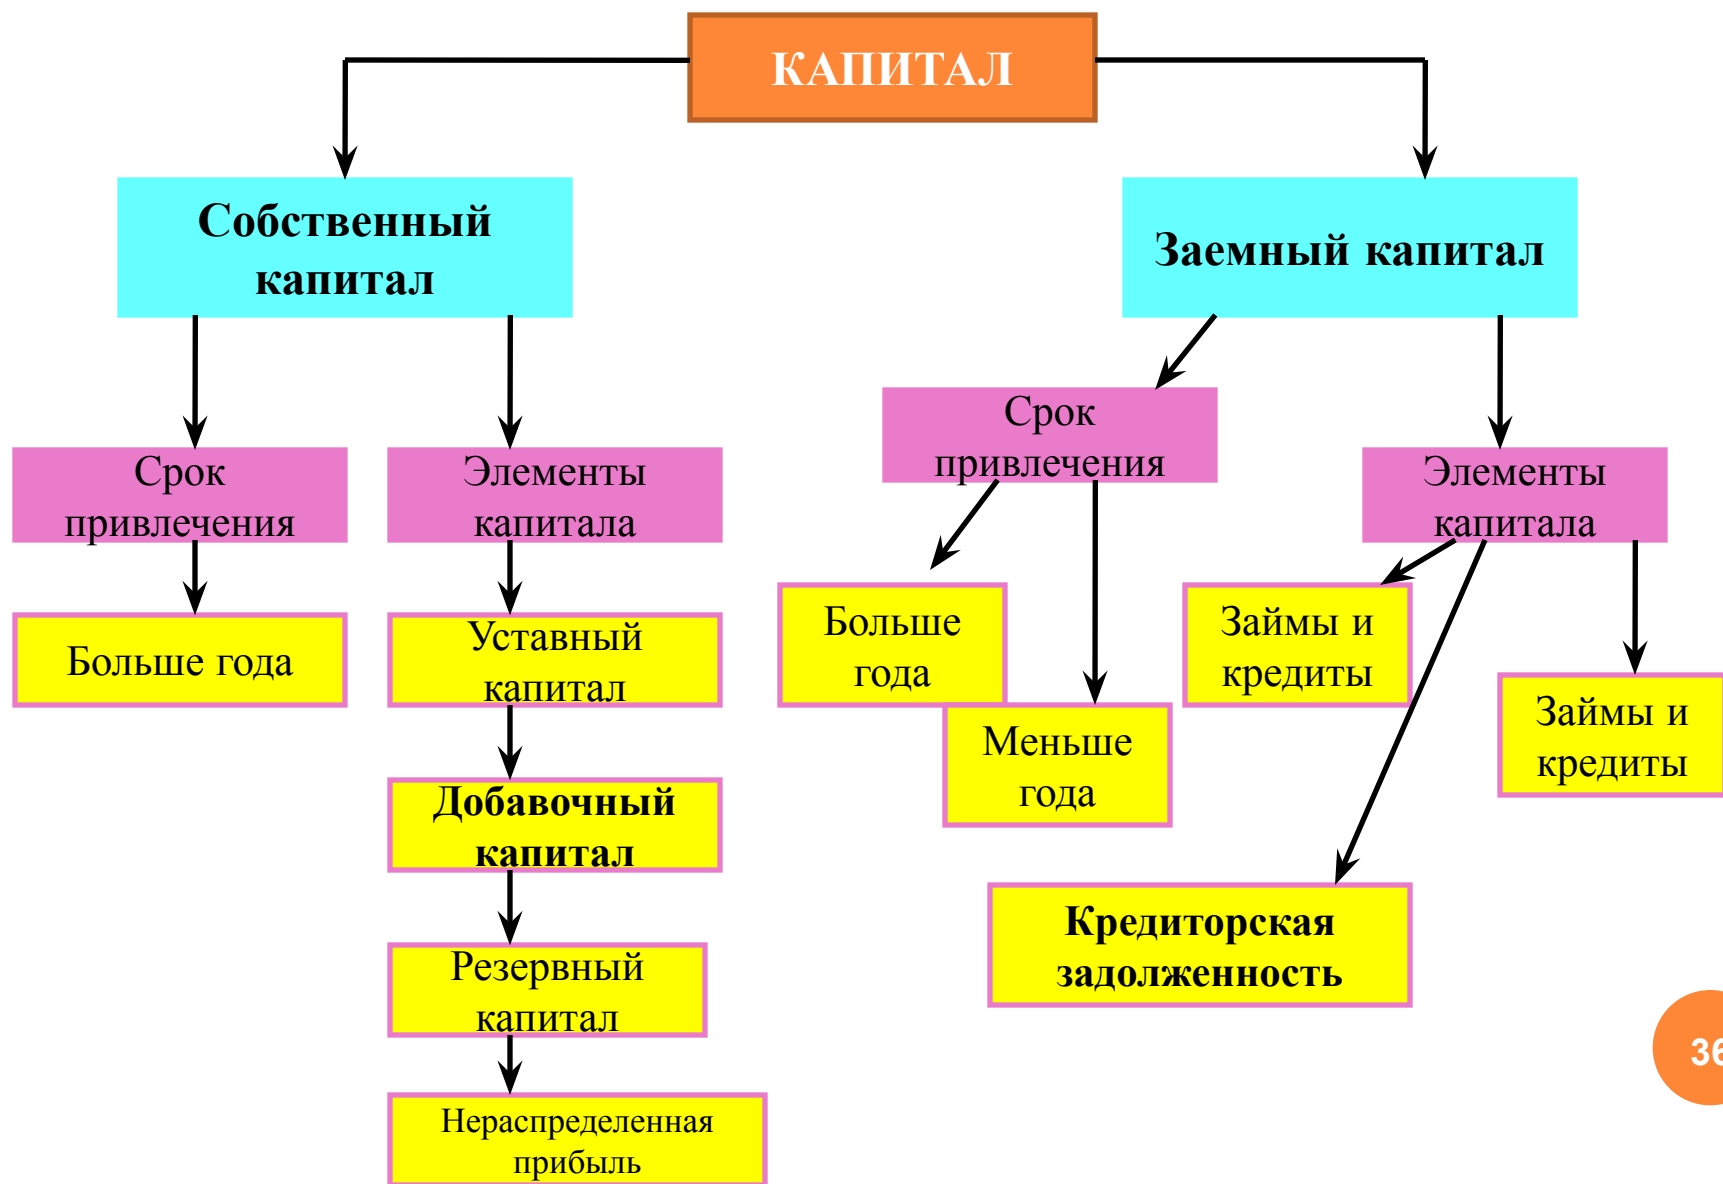 КАПИТАЛ
Собственный
капитал
Заемный капитал
Срок
привлечения
Элементы
капитала
Срок
привлечения
Элементы
капитала
Больше года
Уставный
капитал
Добавочный
капитал
Резервный
капитал
Нераспределенная
прибыль
Больше
года
Меньше
года
Займы и
кредиты
Займы и
кредиты
Кредиторская
задолженность
36